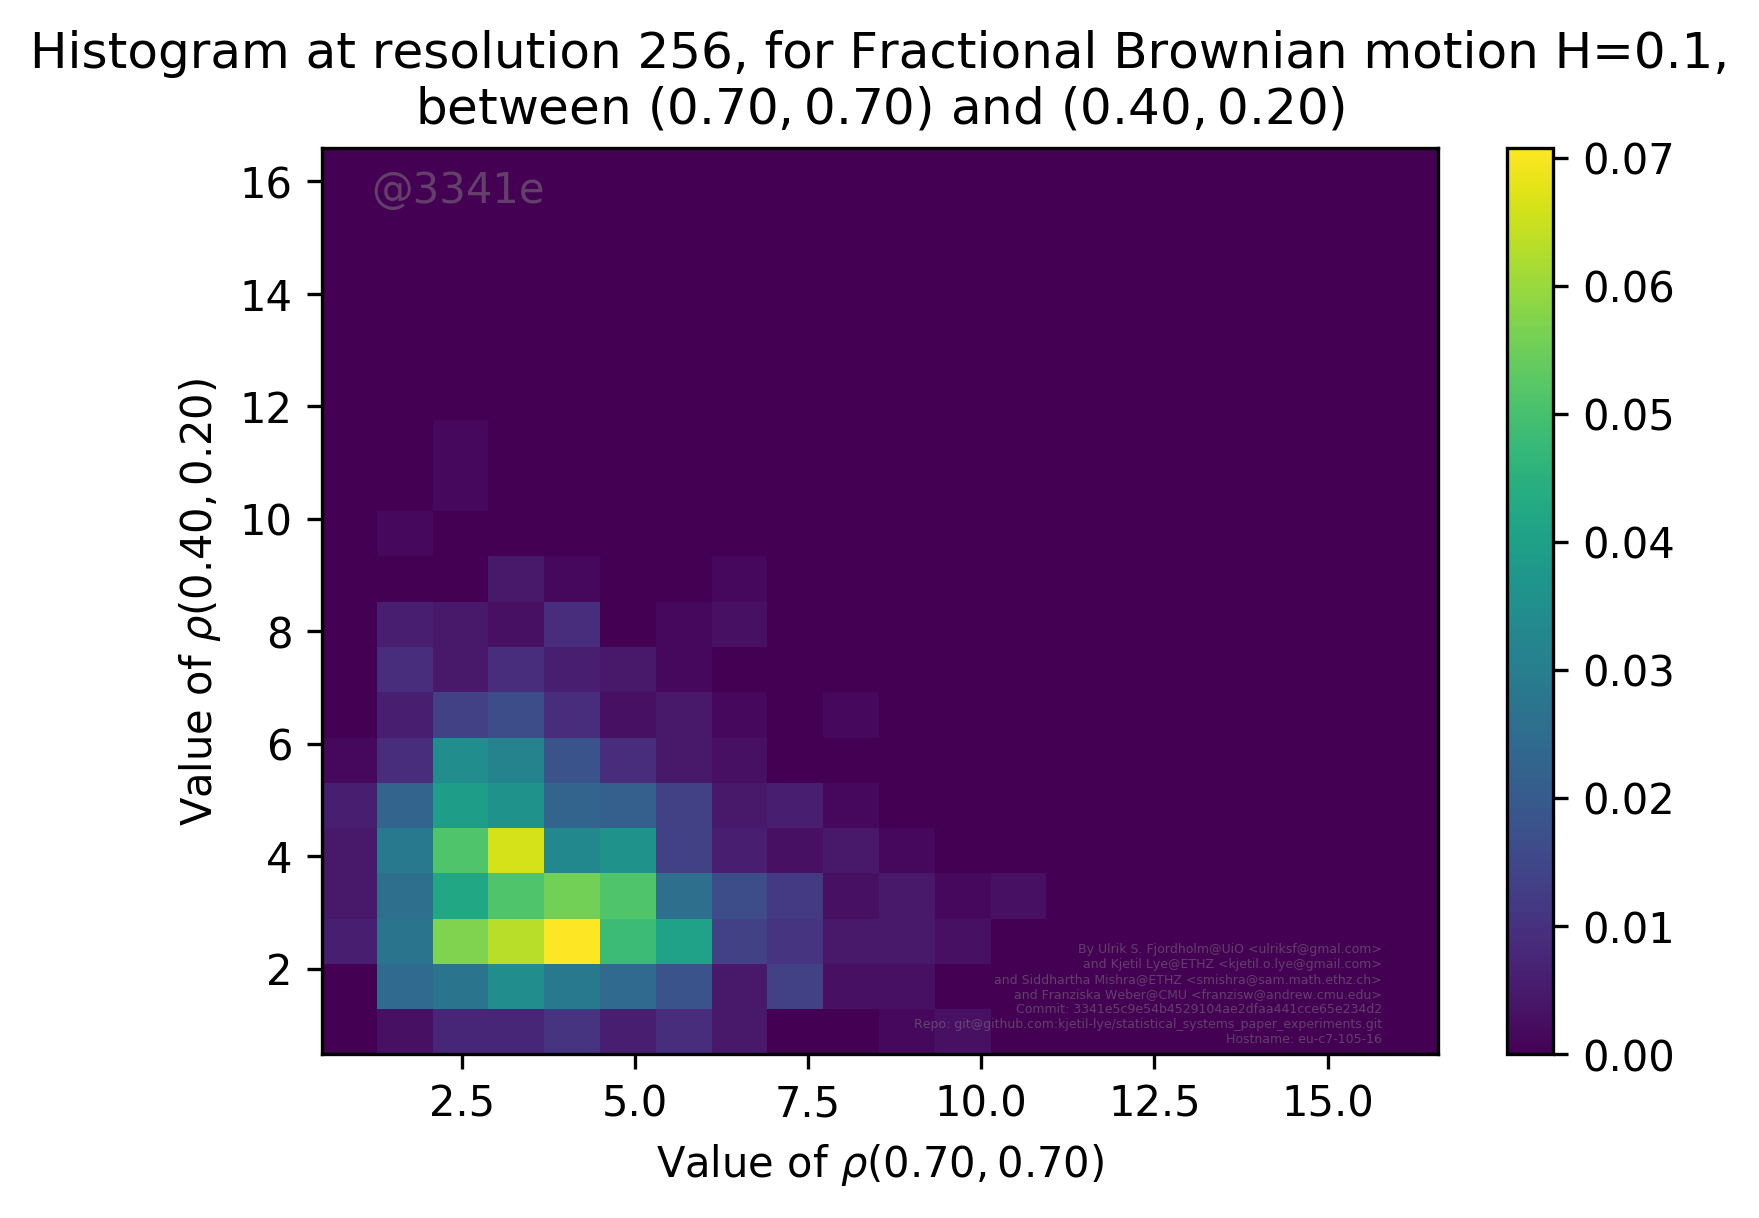 Histogram at resolution 256, for Fractional Brownian motion H=0.1,
between (0.70, 0.70) and (0.40, 0.20)
@3341e
16
14
12
10
8
6
4
2
Value of ρ(0.40, 0.20)
2.5 5.0 7.5 10.0 12.5 15.0
Value of ρ(0.70, 0.70)
0.07
0.06
0.05
0.04
0.03
0.02
0.01
0.00
By Ulrik S. Fjordholm@UiO <ulriksf@gmal.com>
and Kjetil Lye@ETHZ <kjetil.o.lye@gmail.com>
and Siddhartha Mishra@ETHZ <smishra@sam.math.ethz.ch>
and Franziska Weber@CMU <franzisw@andrew.cmu.edu>
Commit: 3341e5c9e54b4529104ae2dfaa441cce65e234d2
Repo: git@github.com:kjetil-lye/statistical_systems_paper_experiments.git
Hostname: eu-c7-105-16